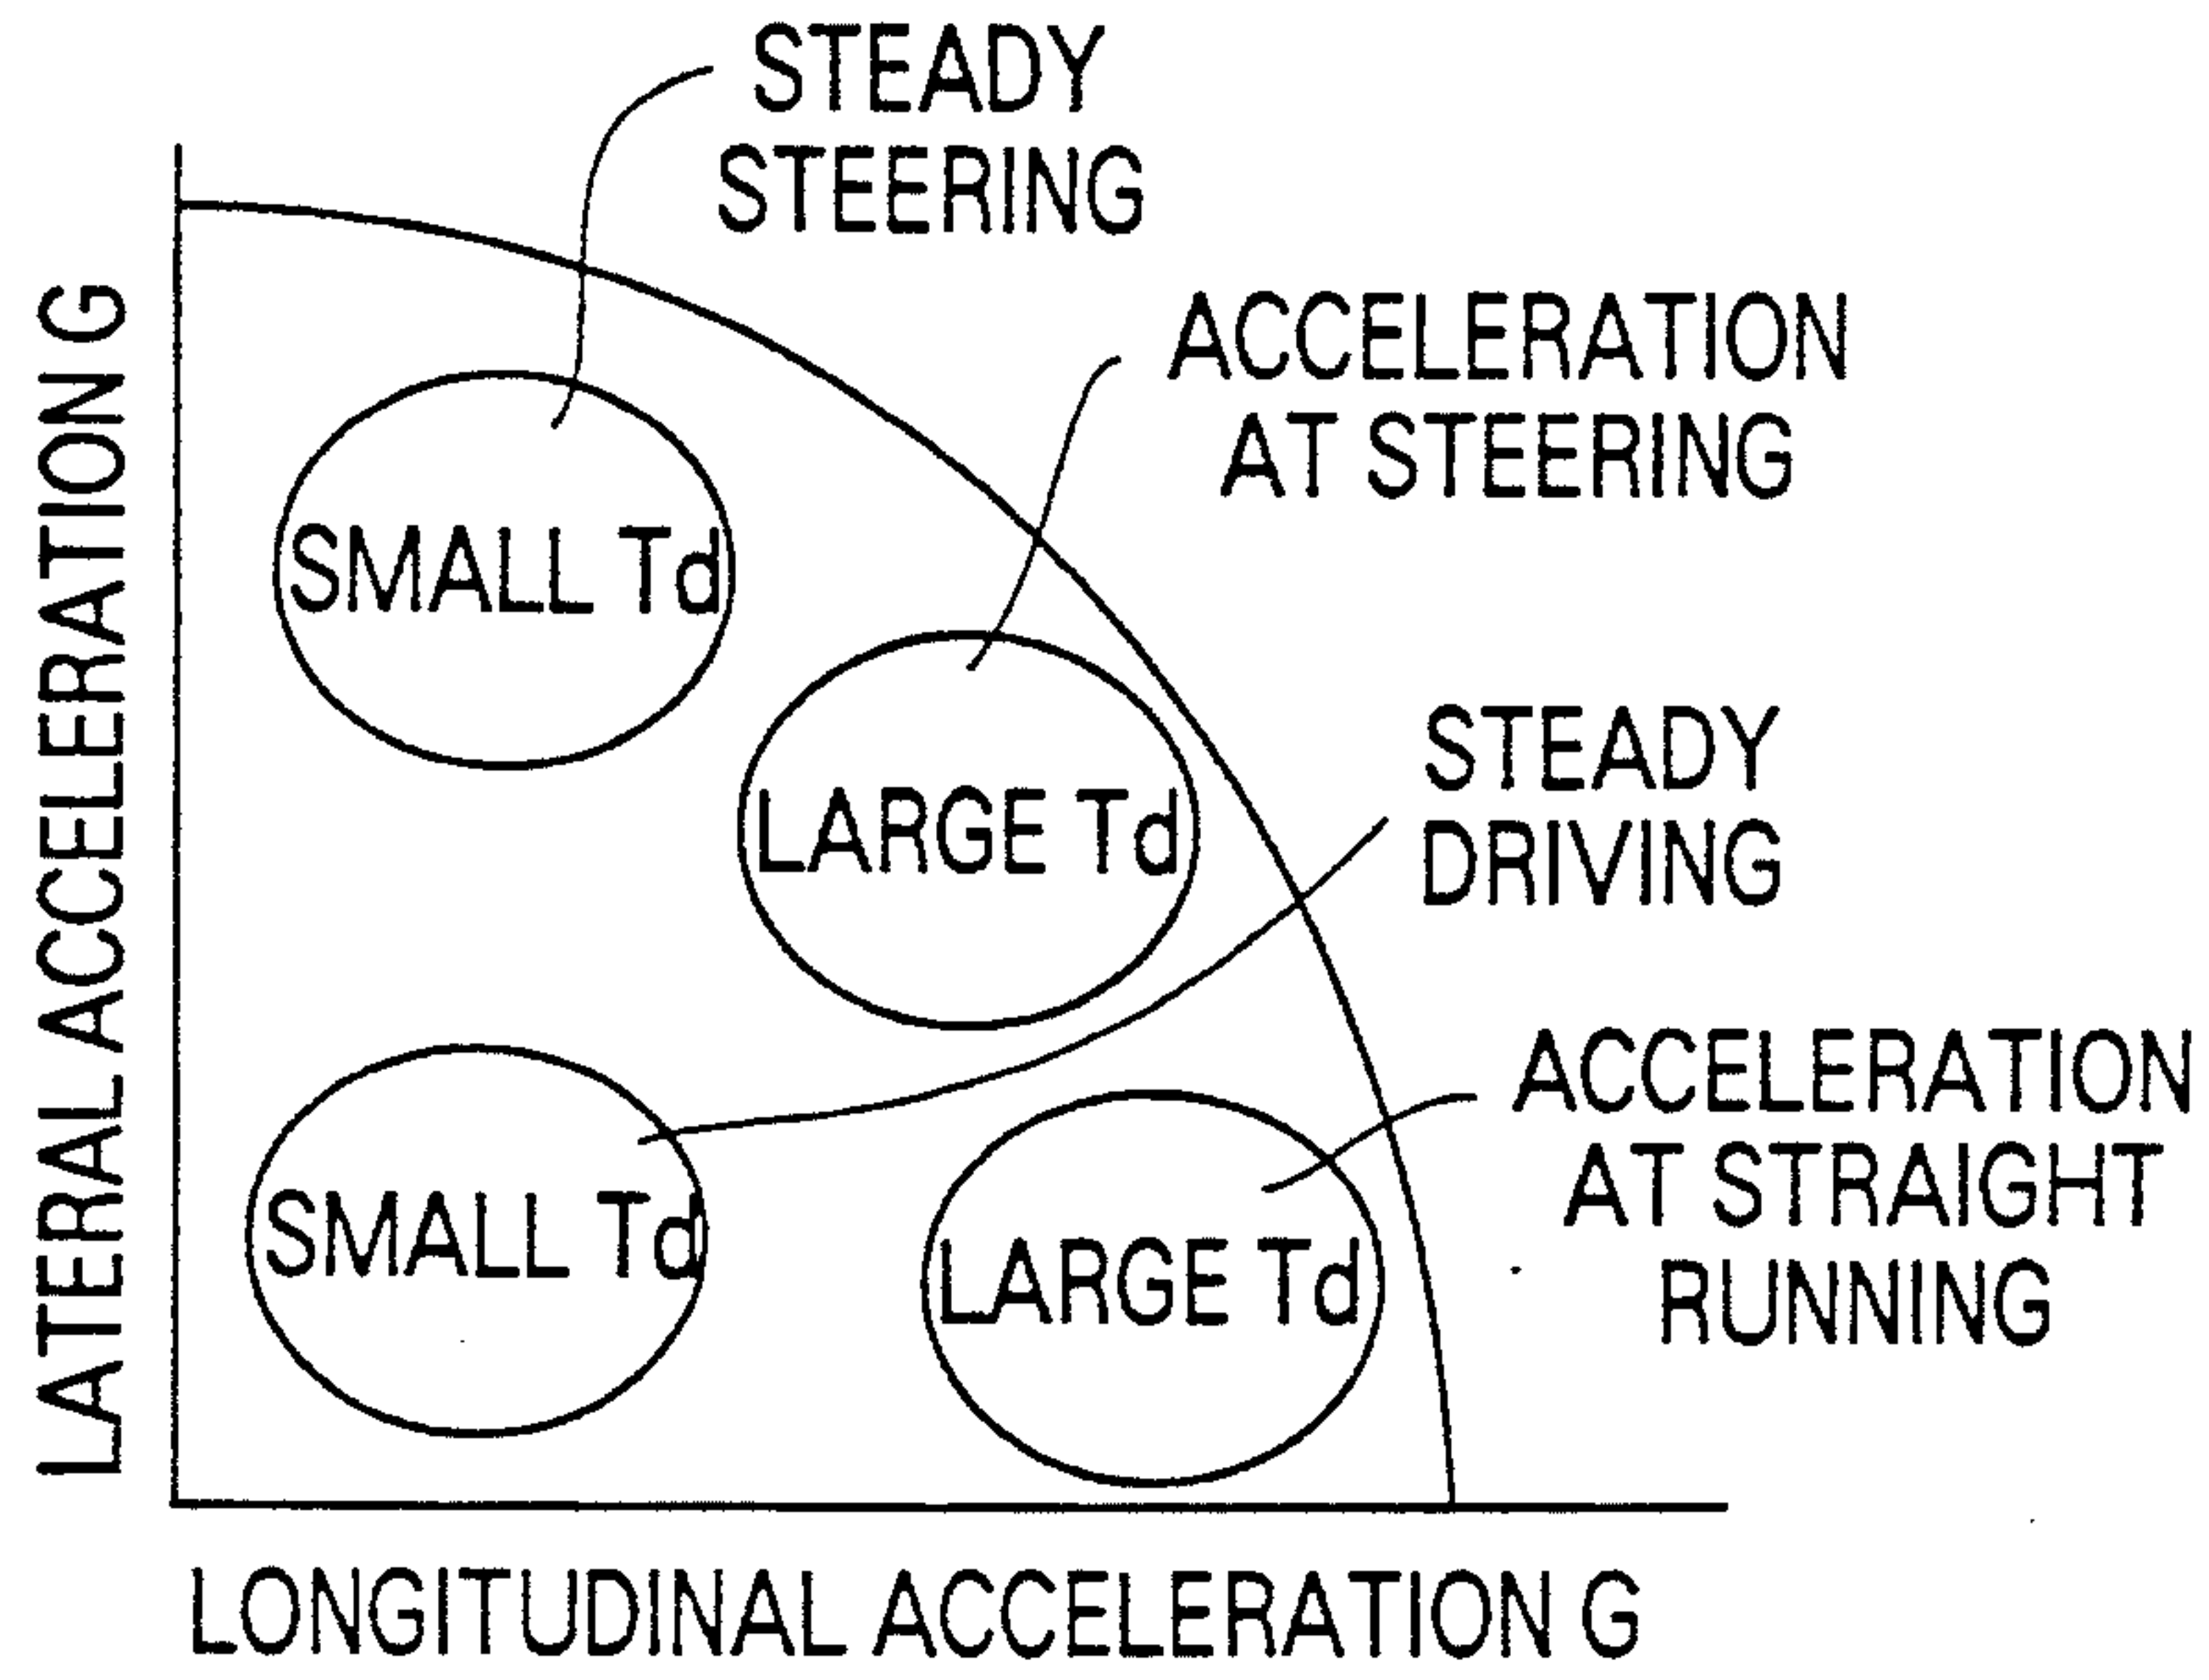 STEADY
STEERING
ACCELERATION
AT STEERING
SMALL Td
LARGE Td
STEADY
DRIVING
ACCELERATION
AT STRAIGHT
RUNNING
SMALL Td
LARGE Td
LATERAL ACCELERATION G
LONGITUDINAL ACCELERATION G